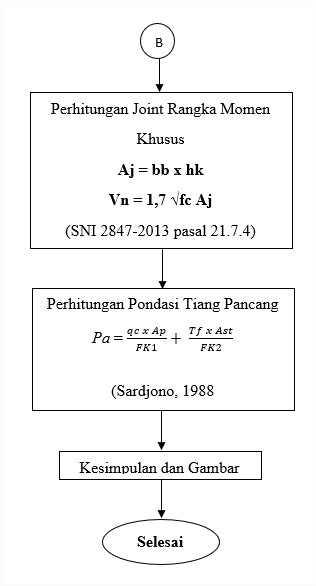 B
Perhitungan Joint Rangka Momen
Khusus
Aj = bb x hk
Vn = 1,7 √fc Aj
(SNI 2847-2013 pasal 21.7.4)
Perhitungan Pondasi Tiang Pancang
Pa = qc x Ap / FK1 + Tf x Ast / FK2
(Sardjono, 1988
Kesimpulan dan Gambar
Selesai